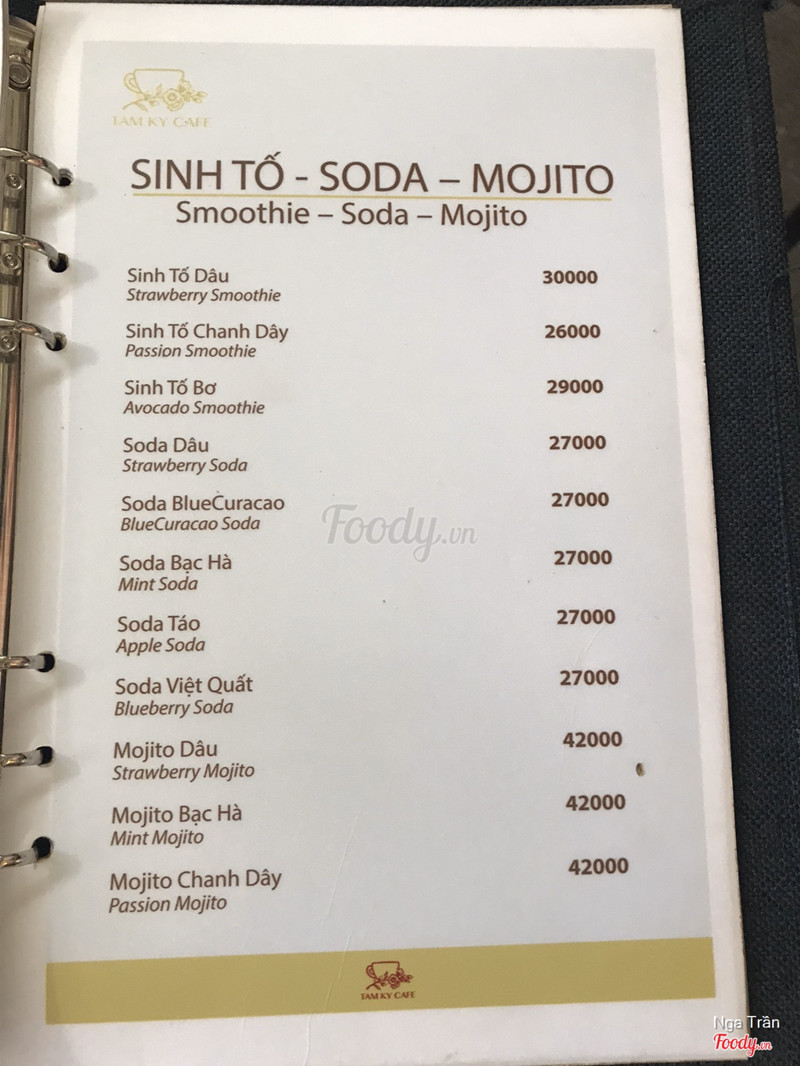 TAM KY CAFE
SINH TỐ - SODA – MOJITO
Smoothie – Soda – Mojito
Sinh Tố Dâu 30000
Strawberry Smoothie
Sinh Tố Chanh Dây 26000
Passion Smoothie
Sinh Tố Bơ 29000
Avocado Smoothie
Soda Dâu 27000
Strawberry Soda
Soda BlueCuracao 27000
BlueCuracao Soda
Foody.vn
Soda Bạc Hà 27000
Mint Soda
Soda Táo 27000
Apple Soda
Soda Việt Quất 27000
Blueberry Soda
Mojito Dâu 42000
Strawberry Mojito
Mojito Bạc Hà 42000
Mint Mojito
Mojito Chanh Dây 42000
Passion Mojito
TAM KY CAFE
Nga Trần
Foody.vn